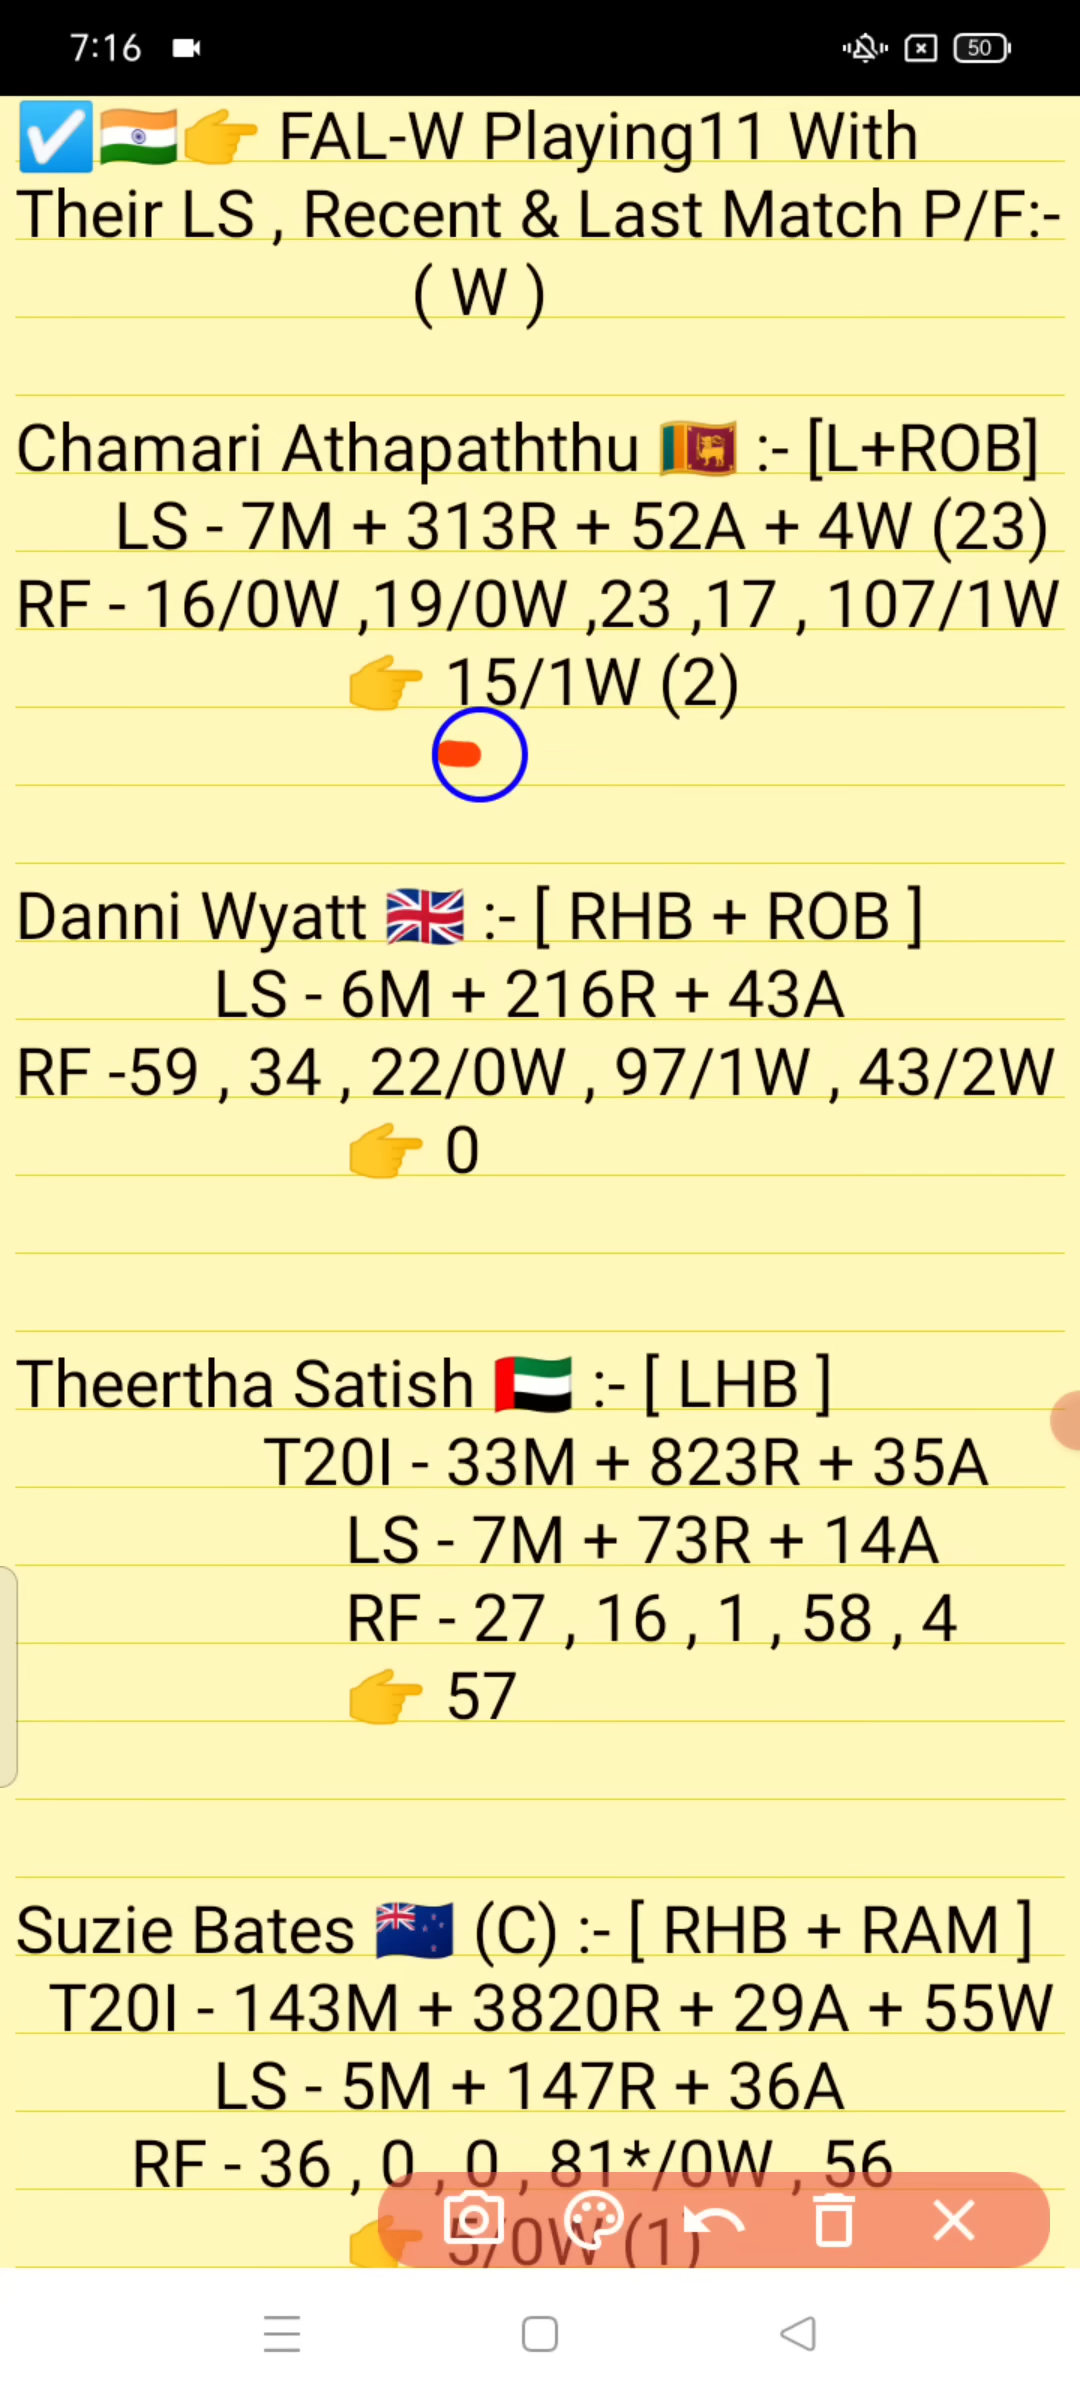 7:16 50
✅🇮🇳👉 FAL-W Playing11 With
Their LS , Recent & Last Match P/F:-
( W )
Chamari Athapaththu 🇱🇰 :- [L+ROB]
LS - 7M + 313R + 52A + 4W (23)
RF - 16/0W ,19/0W ,23 ,17 , 107/1W
👉 15/1W (2)
Danni Wyatt 🇬🇧 :- [ RHB + ROB ]
LS - 6M + 216R + 43A
RF -59 , 34 , 22/0W , 97/1W , 43/2W
👉 0
Theertha Satish 🇦🇪 :- [ LHB ]
T20I - 33M + 823R + 35A
LS - 7M + 73R + 14A
RF - 27 , 16 , 1 , 58 , 4
👉 57
Suzie Bates 🇳🇿 (C) :- [ RHB + RAM ]
T20I - 143M + 3820R + 29A + 55W
LS - 5M + 147R + 36A
RF - 36 , 0 , 0 , 81*/0W , 56
👉 5/0W (1)